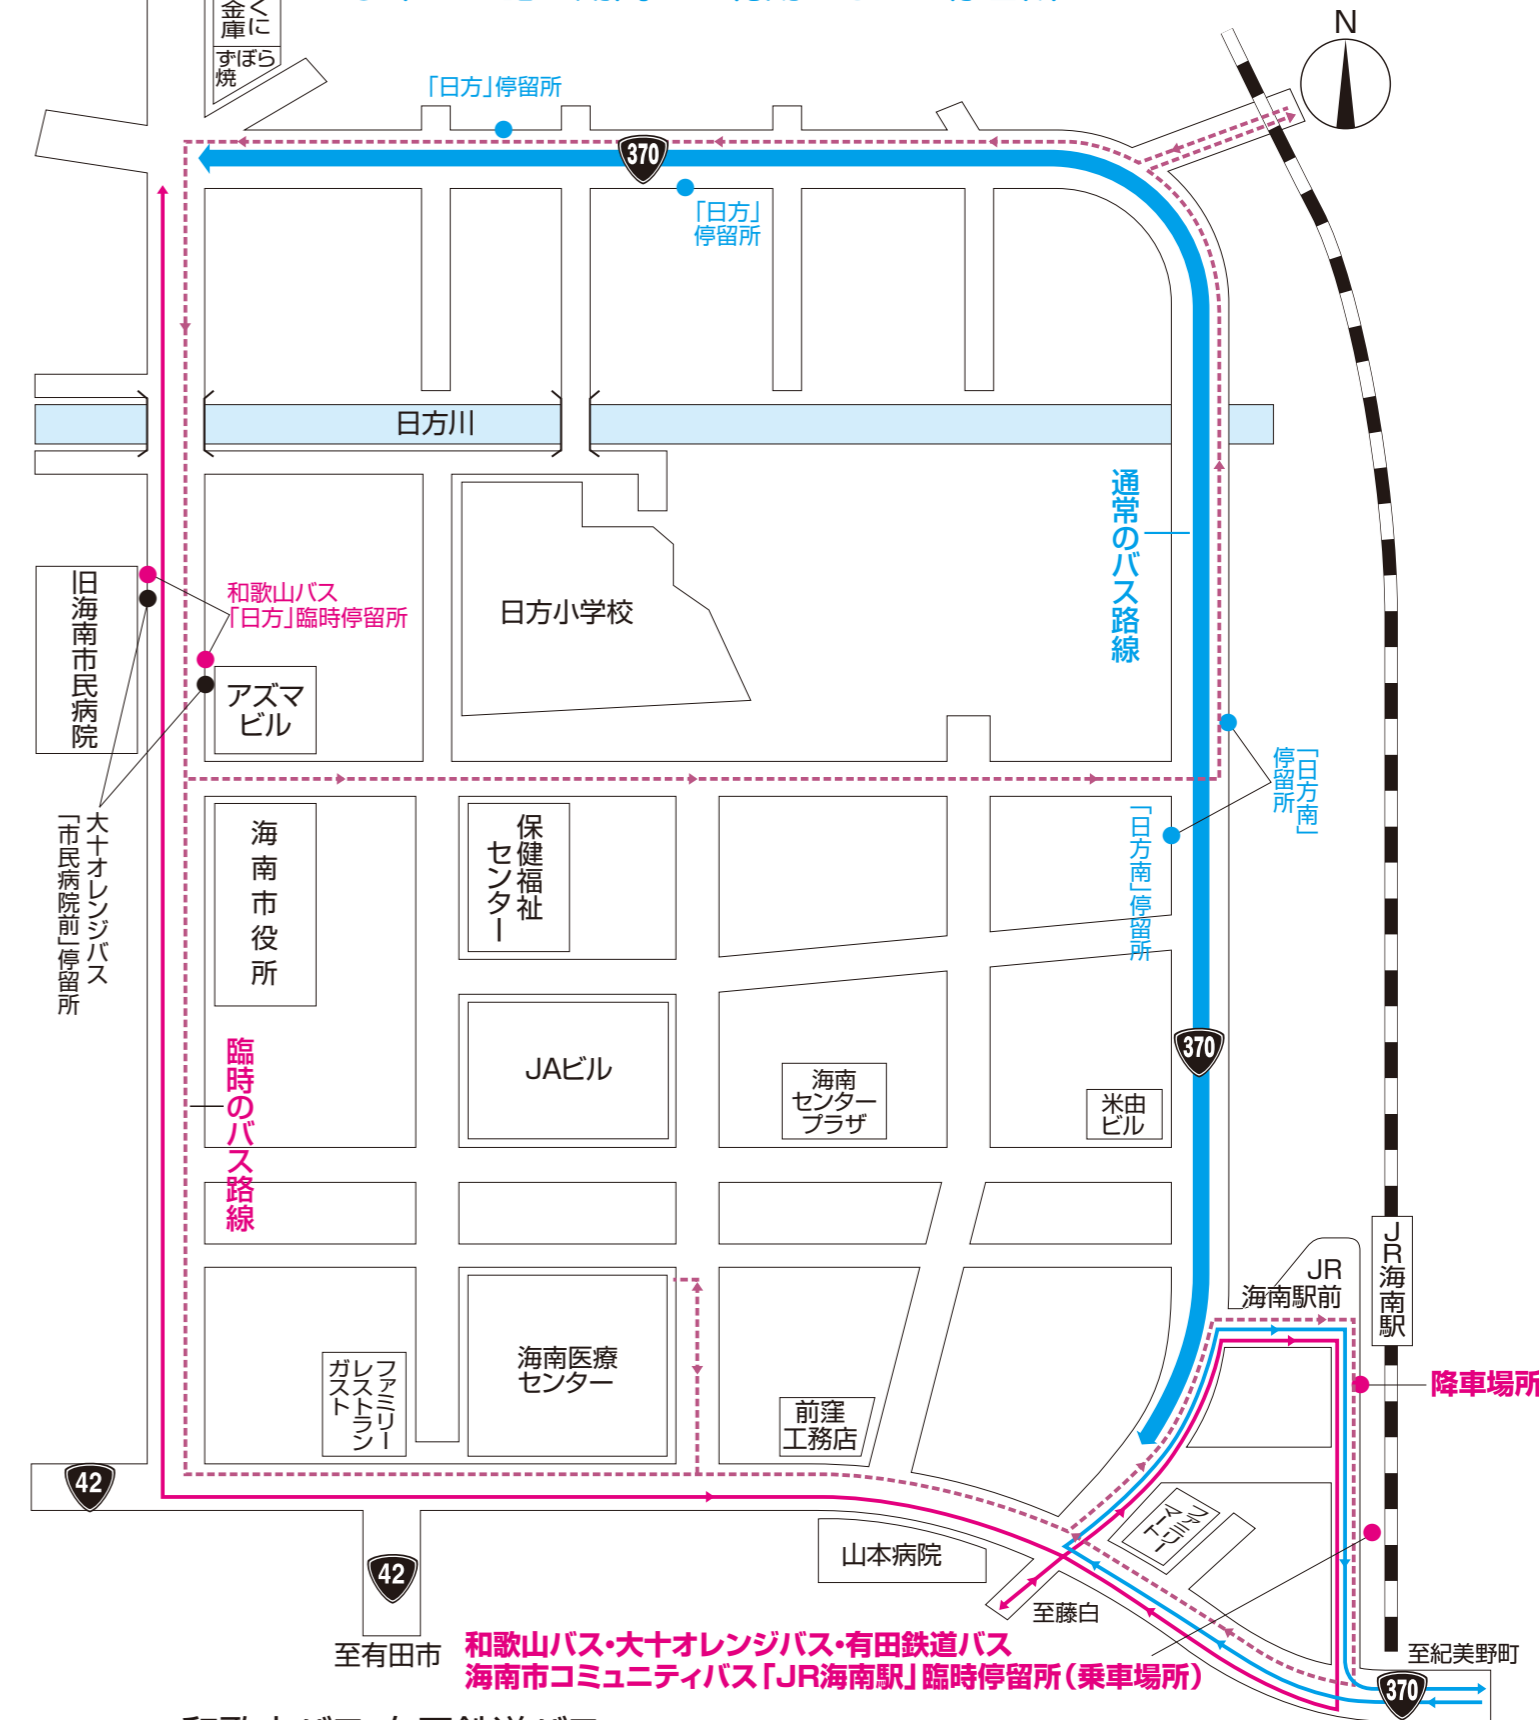 金庫
くに
ずぼら
焼
N
「日方」停留所
370
「日方」
停留所
日方川
通常のバス路線
旧海南市民病院
和歌山バス
「日方」臨時停留所
日方小学校
アズマ
ビル
「日方南」
停留所
「日方南」停留所
大十オレンジバス
「市民病院前」停留所
海南市役所
保健福祉
センター
臨時のバス路線
JAビル
海南
センター
プラザ
米由
ビル
370
JR海南駅
JR
海南駅前
降車場所
ファミリー
レストラン
ガスト
海南医療
センター
前窪
工務店
42
ファミリー
マート
山本病院
42
至藤白
至有田市
和歌山バス・大十オレンジバス・有田鉄道バス
海南市コミュニティバス「JR海南駅」臨時停留所(乗車場所)
至紀美野町
370